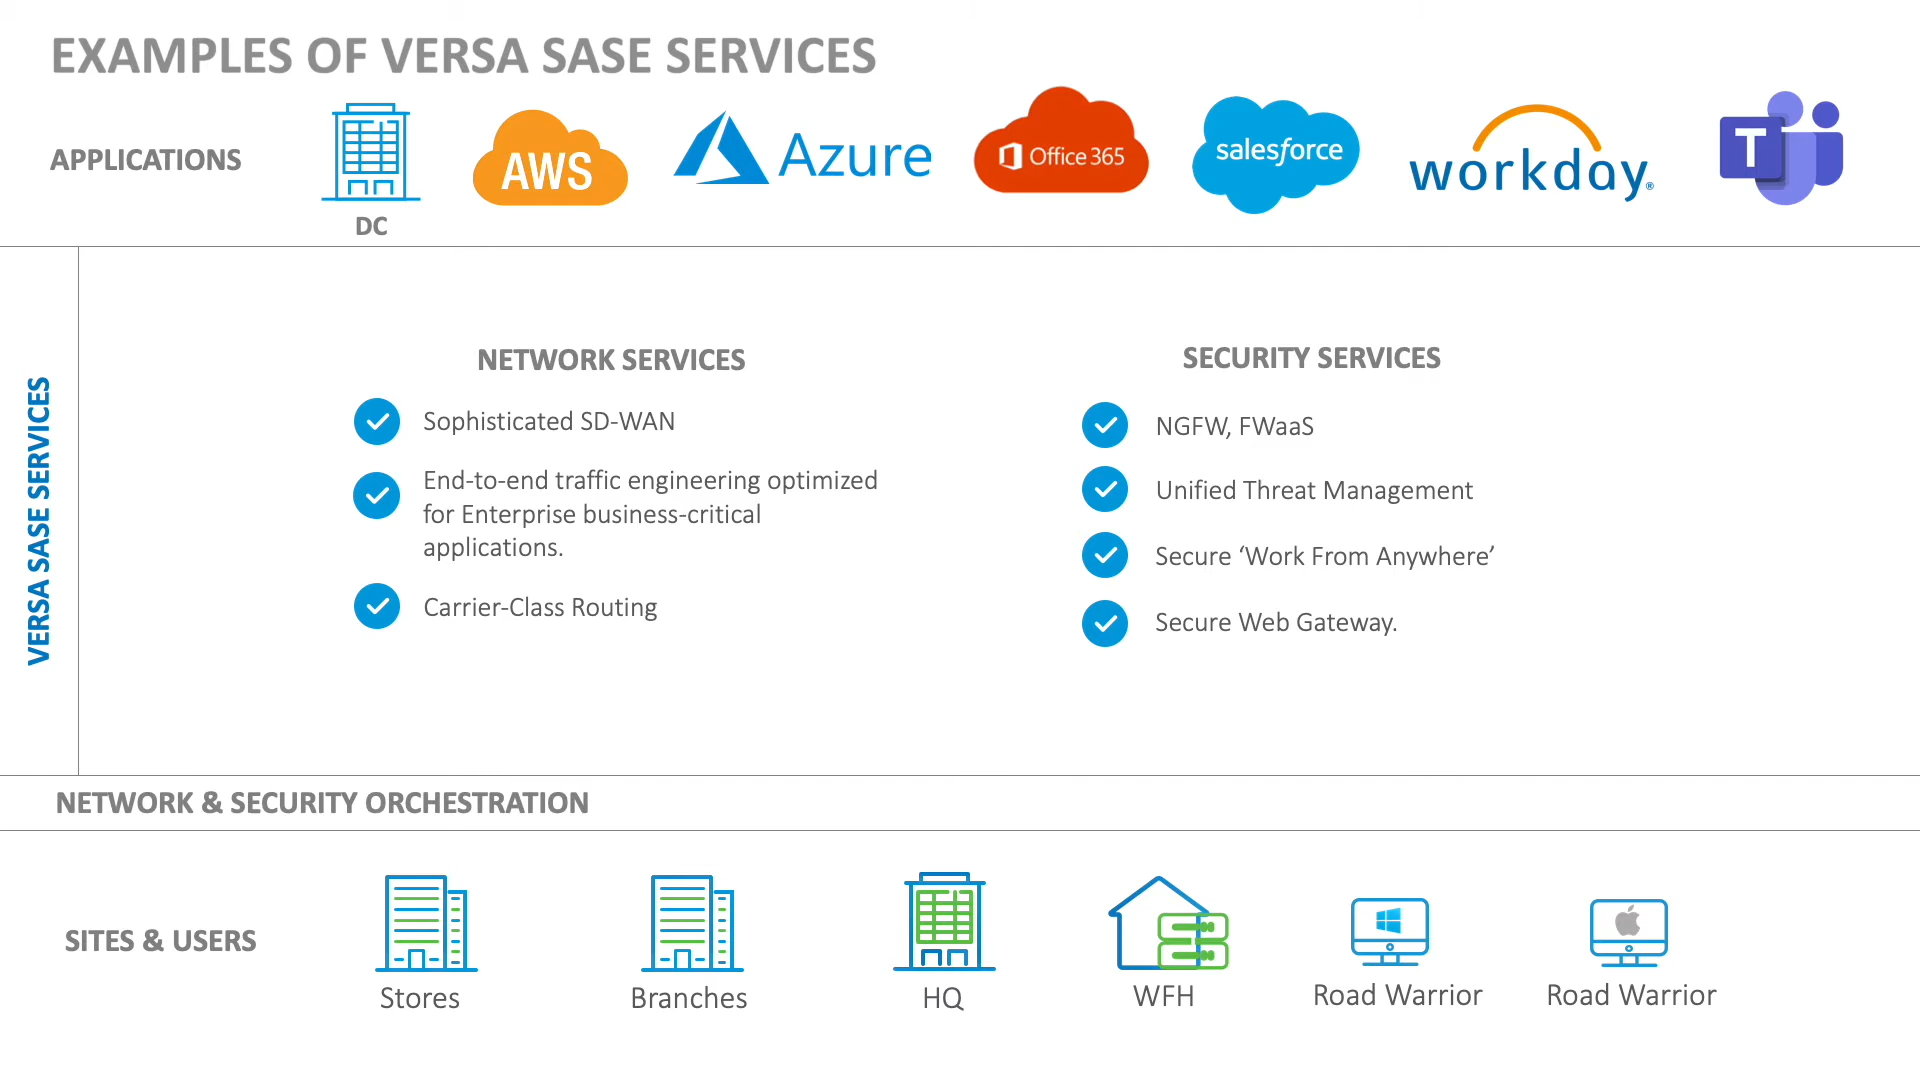 EXAMPLES OF VERSA SASE SERVICES
APPLICATIONS
DC
AWS
Azure
Office 365
salesforce
workday®
T
VERSA SASE SERVICES
NETWORK SERVICES
Sophisticated SD-WAN
End-to-end traffic engineering optimized
for Enterprise business-critical
applications.
Carrier-Class Routing
SECURITY SERVICES
NGFW, FWaaS
Unified Threat Management
Secure ‘Work From Anywhere’
Secure Web Gateway.
NETWORK & SECURITY ORCHESTRATION
SITES & USERS
Stores
Branches
HQ
WFH
Road Warrior
Road Warrior